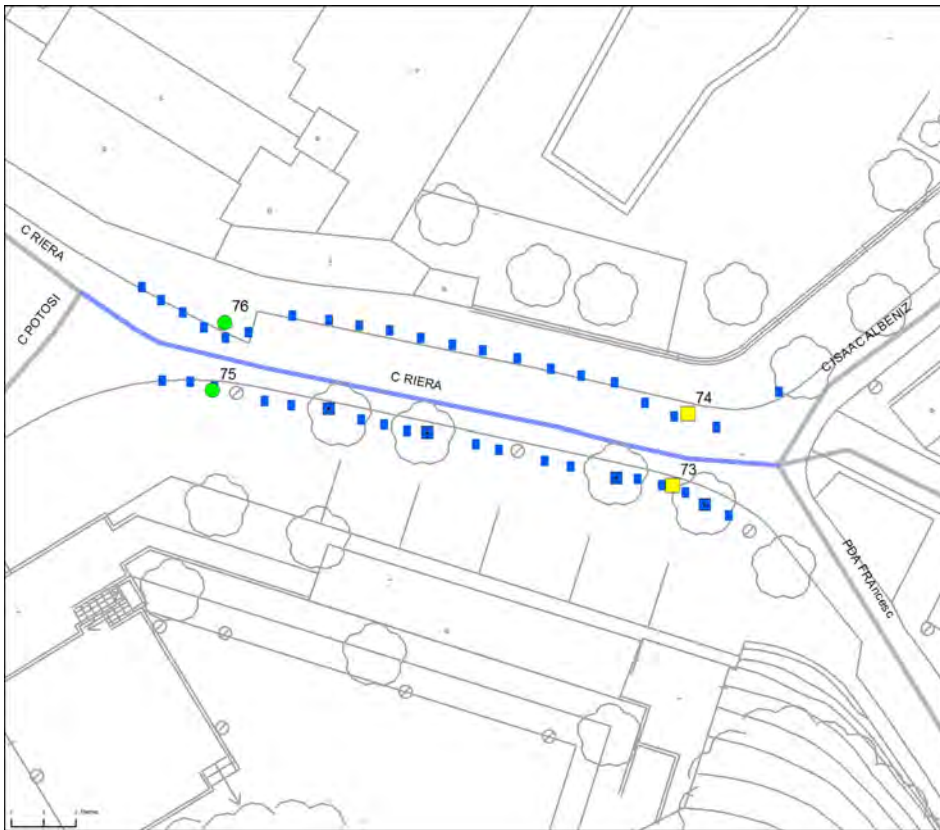 C RIERA
C POTOSI
76
75
C RIERA
74
C ISAAC ALBENIZ
73
PDA FRAncesc